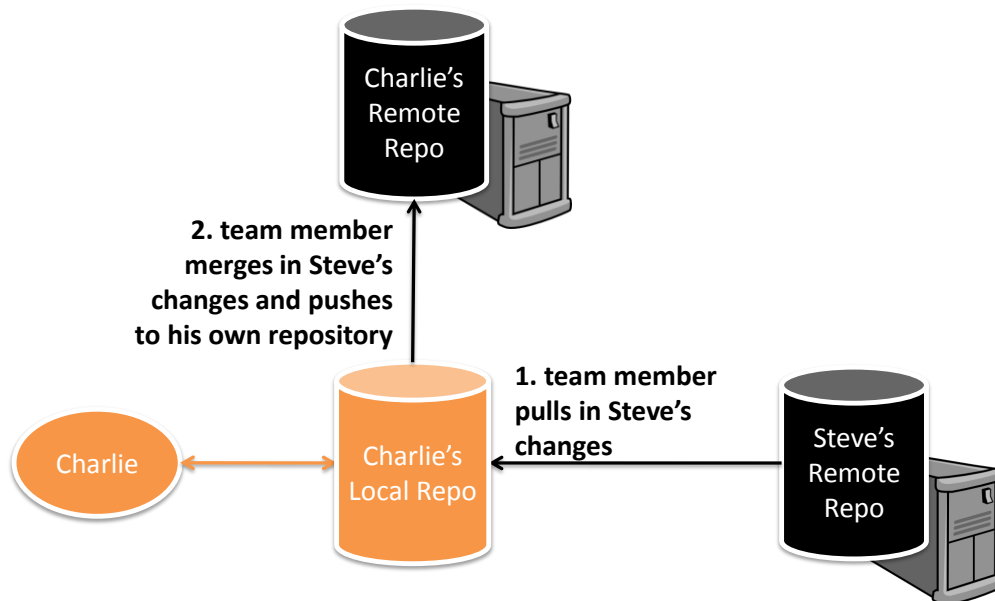 Charlie’s
Remote
Repo
2. team member
merges in Steve’s
changes and pushes
to his own repository
1. team member
pulls in Steve’s
changes
Charlie
Charlie’s
Local Repo
Steve’s
Remote
Repo